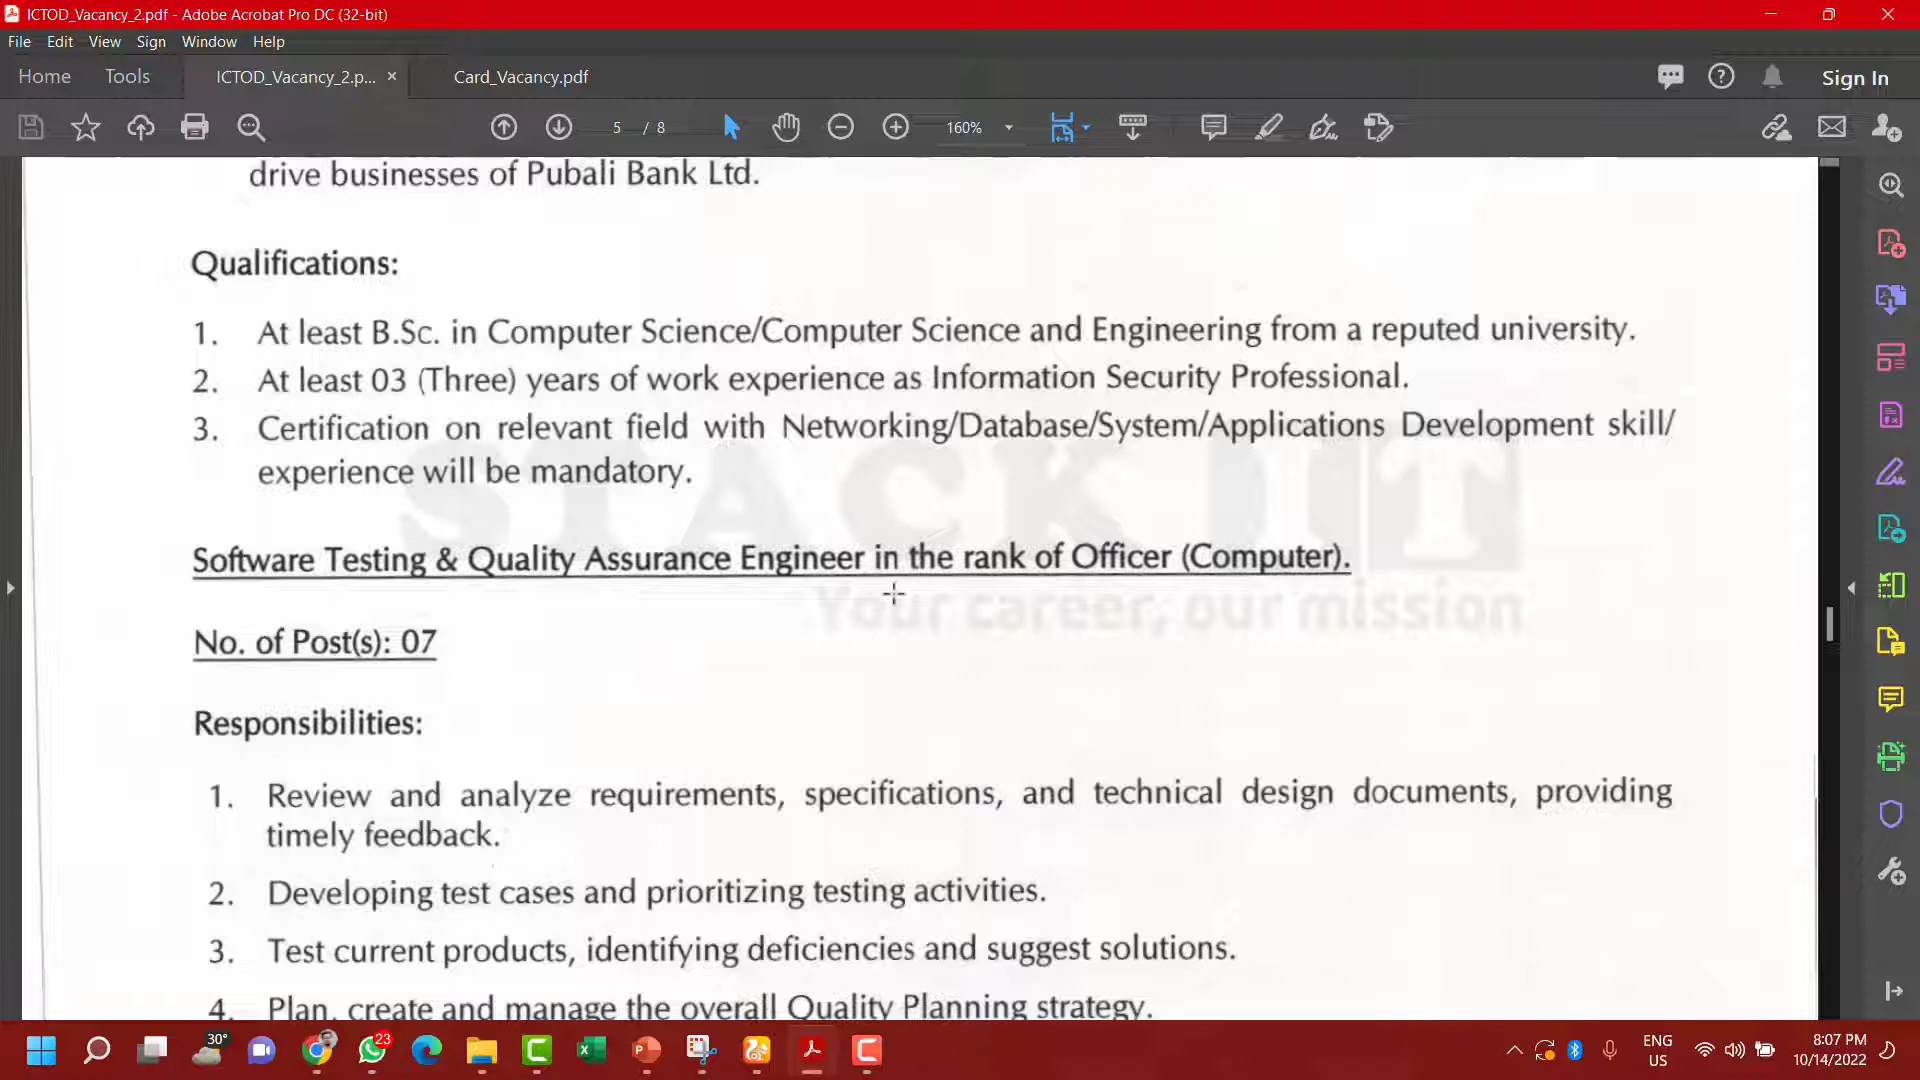 ICTOD_Vacancy_2.pdf - Adobe Acrobat Pro DC (32-bit)
File Edit View Sign Window Help
Home Tools ICTOD_Vacancy_2.p... × Card_Vacancy.pdf Sign In
5 / 8 160%
drive businesses of Pubali Bank Ltd.
Qualifications:
1. At least B.Sc. in Computer Science/Computer Science and Engineering from a reputed university.
2. At least 03 (Three) years of work experience as Information Security Professional.
3. Certification on relevant field with Networking/Database/System/Applications Development skill/
experience will be mandatory.
STACK IT
Software Testing & Quality Assurance Engineer in the rank of Officer (Computer).
Your career, our mission
No. of Post(s): 07
Responsibilities:
1. Review and analyze requirements, specifications, and technical design documents, providing
timely feedback.
2. Developing test cases and prioritizing testing activities.
3. Test current products, identifying deficiencies and suggest solutions.
4. Plan, create and manage the overall Quality Planning strategy.
30°
23
ENG
US
8:07 PM
10/14/2022